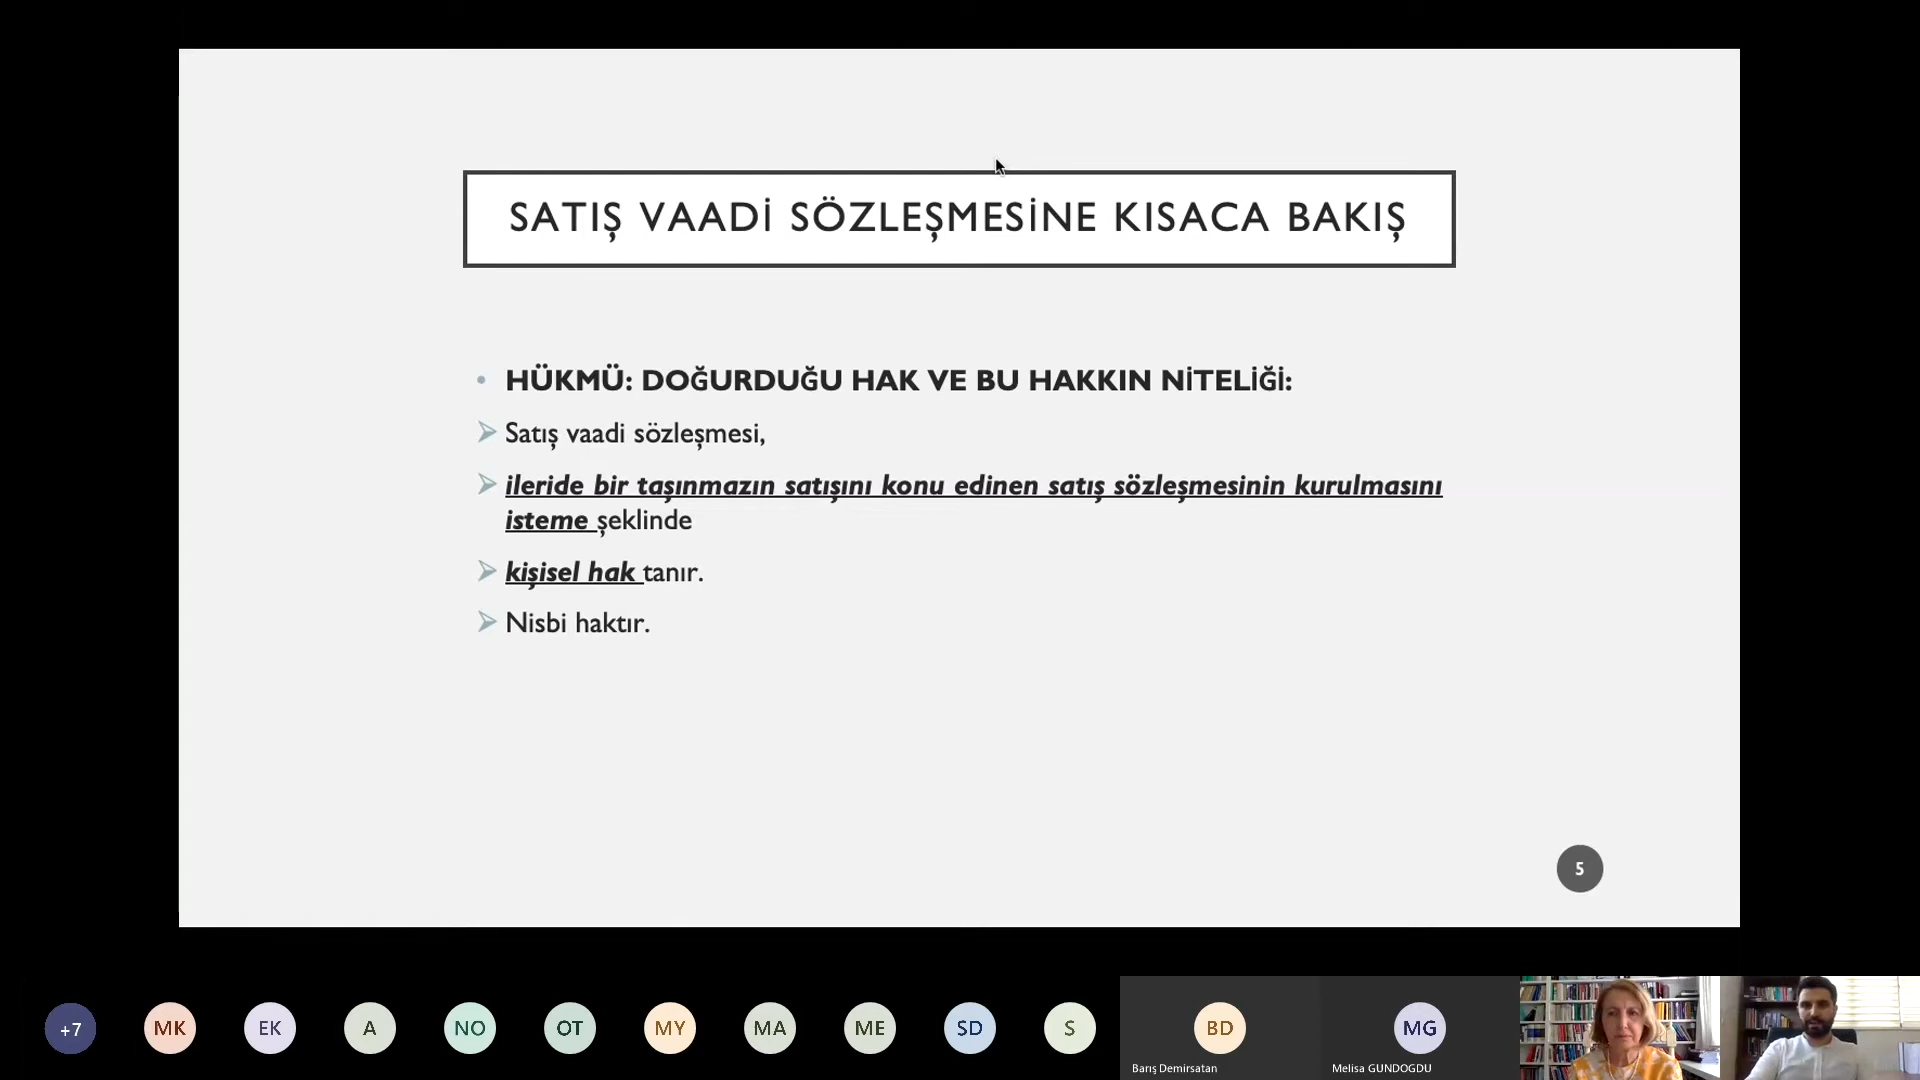 SATIŞ VAADİ SÖZLEŞMESİNE KISACA BAKIŞ
• HÜKMÜ: DOĞURDUĞU HAK VE BU HAKKIN NİTELİĞİ:
Satış vaadi sözleşmesi,
ileride bir taşınmazın satışını konu edinen satış sözleşmesinin kurulmasını
isteme şeklinde
kişisel hak tanır.
Nisbi haktır.
5
+7 MK EK A NO OT MY MA ME SD S BD MG
Barış Demirsatan Melisa GUNDOGDU